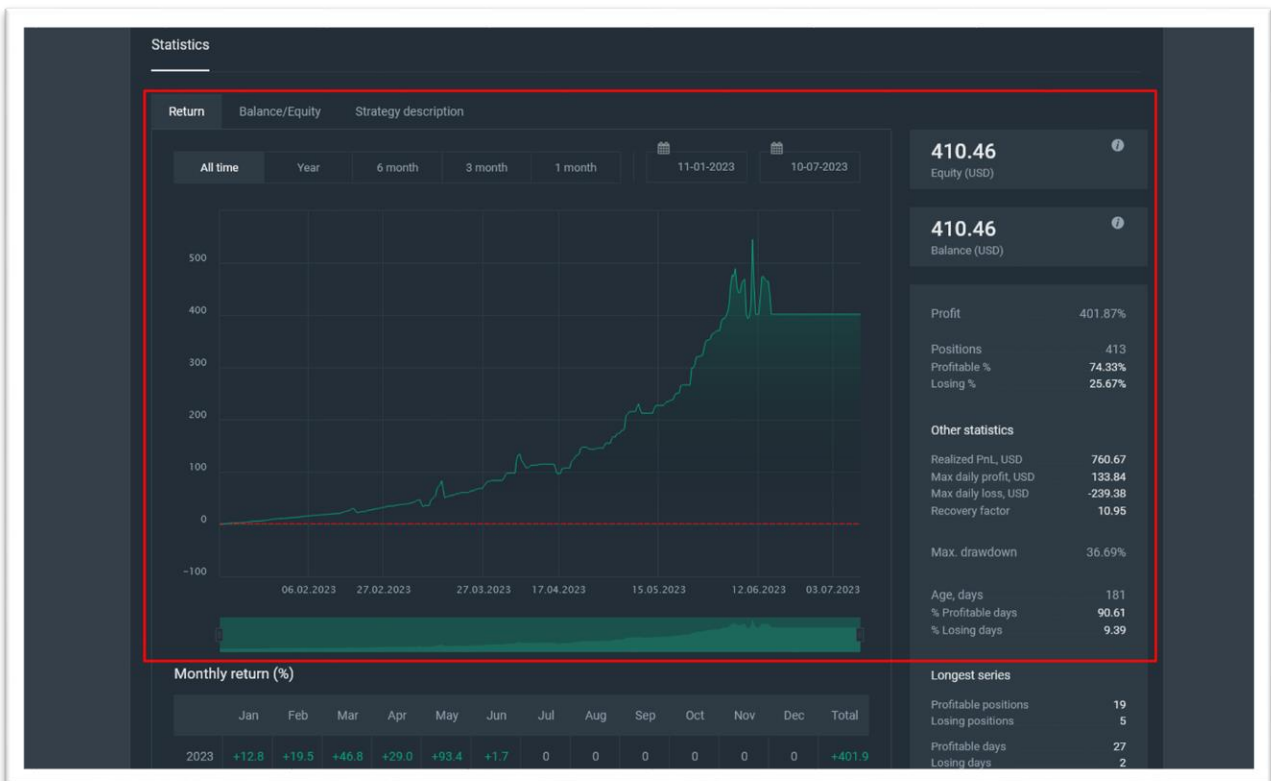 Statistics
Return Balance/Equity Strategy description
All time Year 6 month 3 month 1 month 11-01-2023 10-07-2023
500
400
300
200
100
0
-100
06.02.2023 27.02.2023 27.03.2023 17.04.2023 15.05.2023 12.06.2023 03.07.2023
410.46
Equity (USD)
410.46
Balance (USD)
Profit 401.87%
Positions 413
Profitable % 74.33%
Losing % 25.67%
Other statistics
Realized PnL, USD 760.67
Max daily profit, USD 133.84
Max daily loss, USD -239.38
Recovery factor 10.95
Max. drawdown 36.69%
Age, days 181
% Profitable days 90.61
% Losing days 9.39
Monthly return (%)
Jan Feb Mar Apr May Jun Jul Aug Sep Oct Nov Dec Total
2023 +12.8 +19.5 +46.8 +29.0 +93.4 +1.7 0 0 0 0 0 0 +401.9
Longest series
Profitable positions 19
Losing positions 5
Profitable days 27
Losing days 2